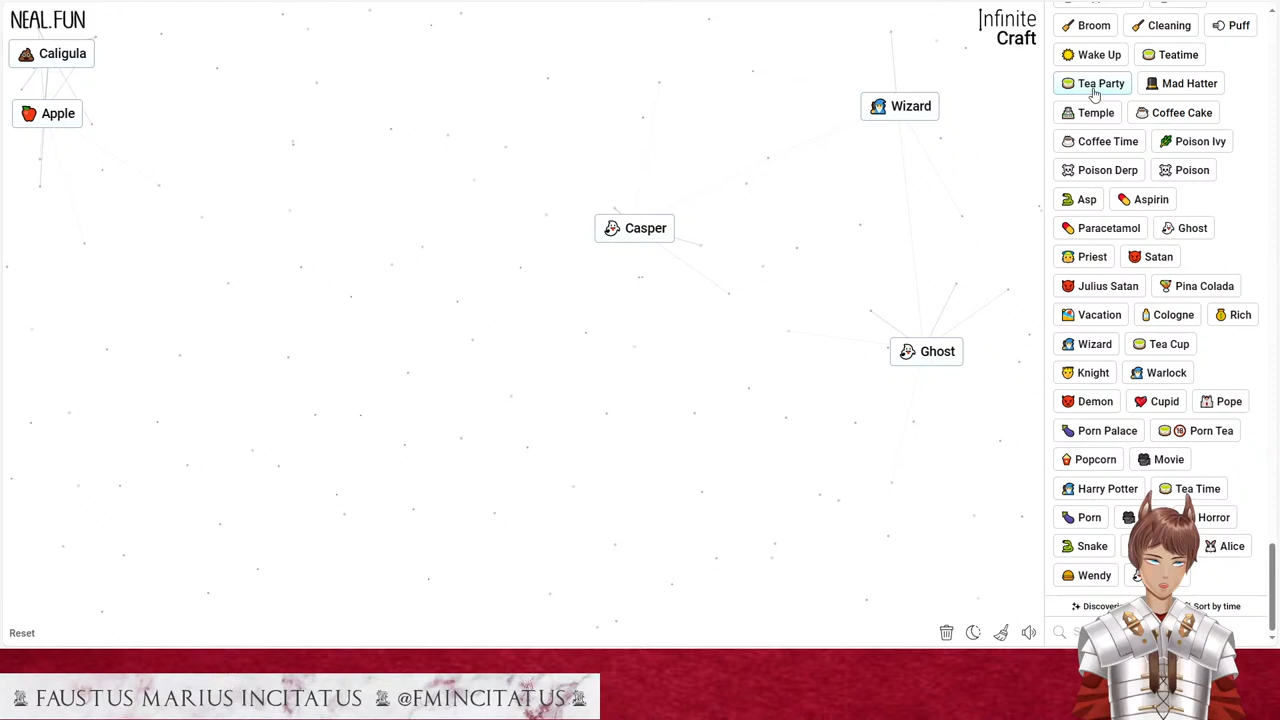 NEAL.FUN
Infinite
Craft
Caligula
Apple
Wizard
Casper
Ghost
Broom Cleaning Puff
Wake Up Teatime
Tea Party Mad Hatter
Temple Coffee Cake
Coffee Time Poison Ivy
Poison Derp Poison
Asp Aspirin
Paracetamol Ghost
Priest Satan
Julius Satan Pina Colada
Vacation Cologne Rich
Wizard Tea Cup
Knight Warlock
Demon Cupid Pope
Porn Palace Porn Tea
Popcorn Movie
Harry Potter Tea Time
Porn Horror
Snake Alice
Wendy
Sort by time
Reset
FAUSTUS MARIUS INCITATUS @FMINCITATUS